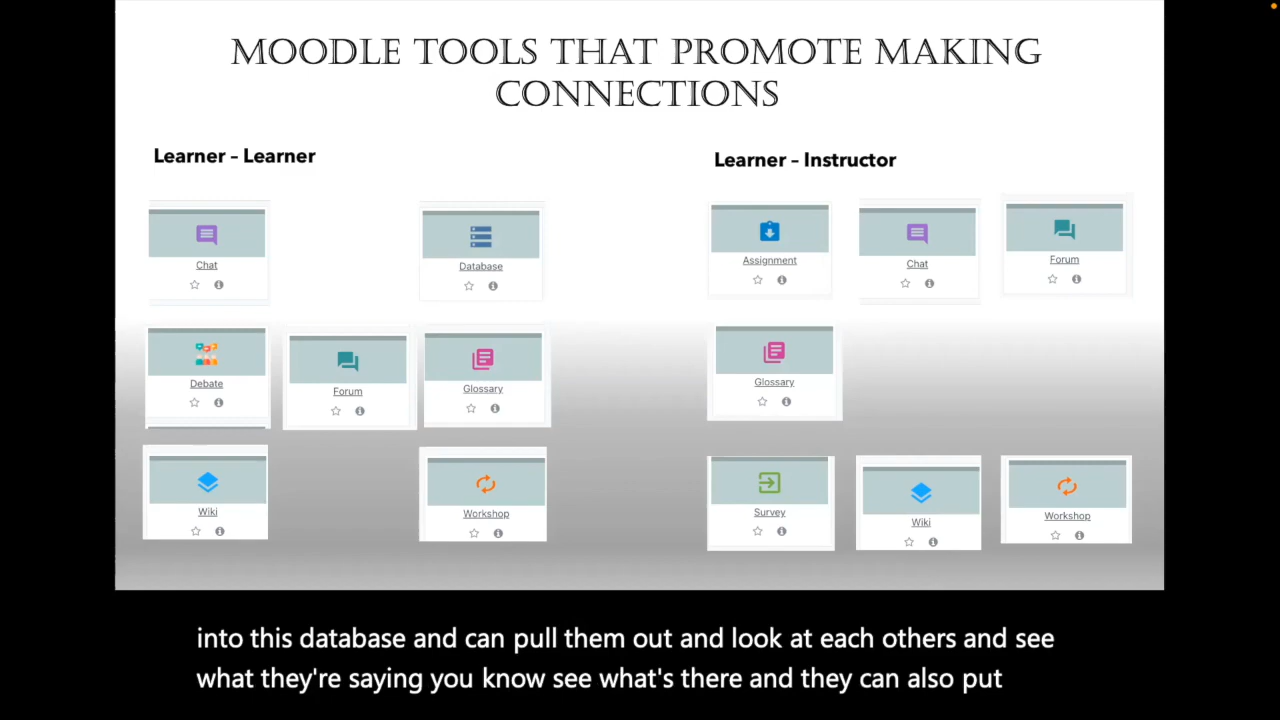 MOODLE TOOLS THAT PROMOTE MAKING
CONNECTIONS
Learner – Learner
Chat
Database
Debate
Forum
Glossary
Wiki
Workshop
Learner – Instructor
Assignment
Chat
Forum
Glossary
Survey
Wiki
Workshop
into this database and can pull them out and look at each others and see
what they're saying you know see what's there and they can also put